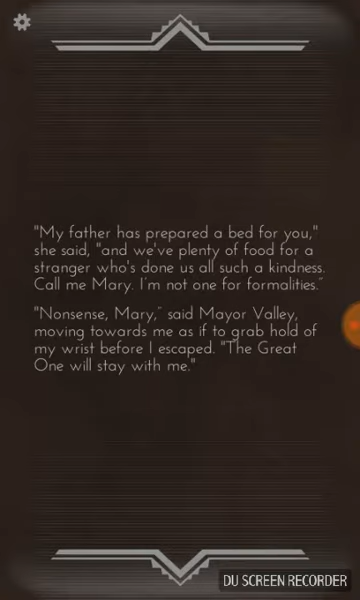 "My father has prepared a bed for you,"
she said, "and we've plenty of food for a
stranger who's done us all such a kindness.
Call me Mary. I'm not one for formalities."
"Nonsense, Mary," said Mayor Valley,
moving towards me as if to grab hold of
my wrist before I escaped. "The Great
One will stay with me."
DU SCREEN RECORDER